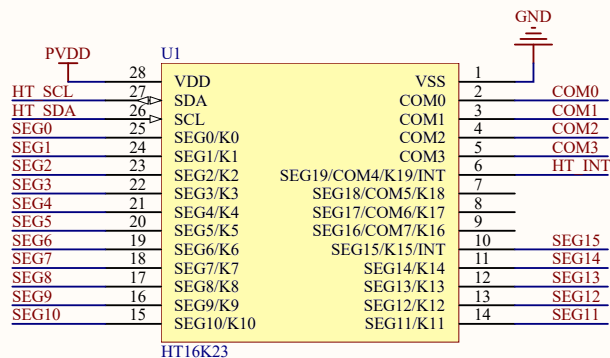 GND
PVDD
U1
28 VDD VSS 1
HT_SCL 27 SDA COM0 2 COM0
HT_SDA 26 SCL COM1 3 COM1
SEG0 25 SEG0/K0 COM2 4 COM2
SEG1 24 SEG1/K1 COM3 5 COM3
SEG2 23 SEG2/K2 SEG19/COM4/K19/INT 6 HT_INT
SEG3 22 SEG3/K3 SEG18/COM5/K18 7
SEG4 21 SEG4/K4 SEG17/COM6/K17 8
SEG5 20 SEG5/K5 SEG16/COM7/K16 9
SEG6 19 SEG6/K6 SEG15/K15/INT 10 SEG15
SEG7 18 SEG7/K7 SEG14/K14 11 SEG14
SEG8 17 SEG8/K8 SEG13/K13 12 SEG13
SEG9 16 SEG9/K9 SEG12/K12 13 SEG12
SEG10 15 SEG10/K10 SEG11/K11 14 SEG11
HT16K23